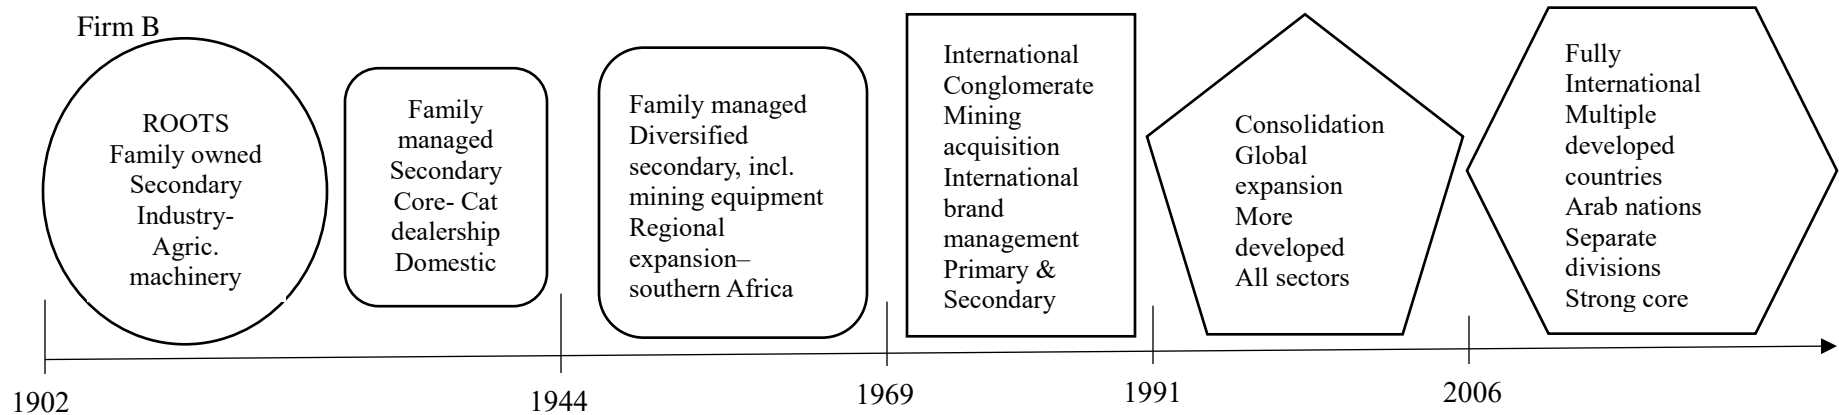 Firm B
ROOTS
Family owned
Secondary
Industry-
Agric.
machinery
Family
managed
Secondary
Core- Cat
dealership
Domestic
Family managed
Diversified
secondary, incl.
mining equipment
Regional
expansion–
southern Africa
International
Conglomerate
Mining
acquisition
International
brand
management
Primary &
Secondary
Consolidation
Global
expansion
More
developed
All sectors
Fully
International
Multiple
developed
countries
Arab nations
Separate
divisions
Strong core
1902
1944
1969
1991
2006